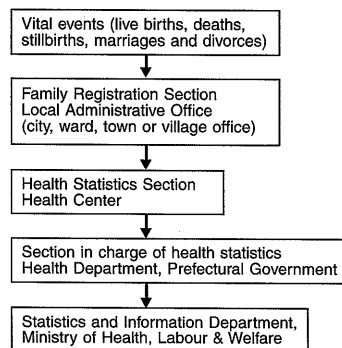 Vital events (live births, deaths,
stillbirths, marriages and divorces)
Family Registration Section
Local Administrative Office
(city, ward, town or village office)
Health Statistics Section
Health Center
Section in charge of health statistics
Health Department, Prefectural Government
Statistics and Information Department,
Ministry of Health, Labour & Welfare